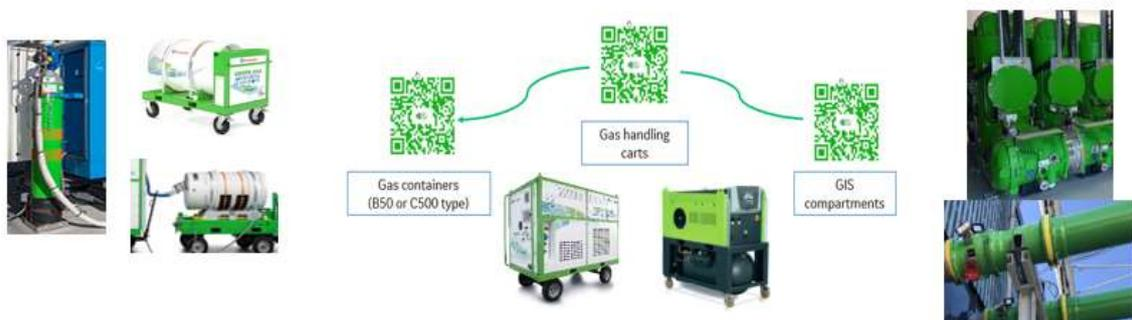 Gas containers
(B50 or C500 type)
Gas handling
carts
GIS
compartments